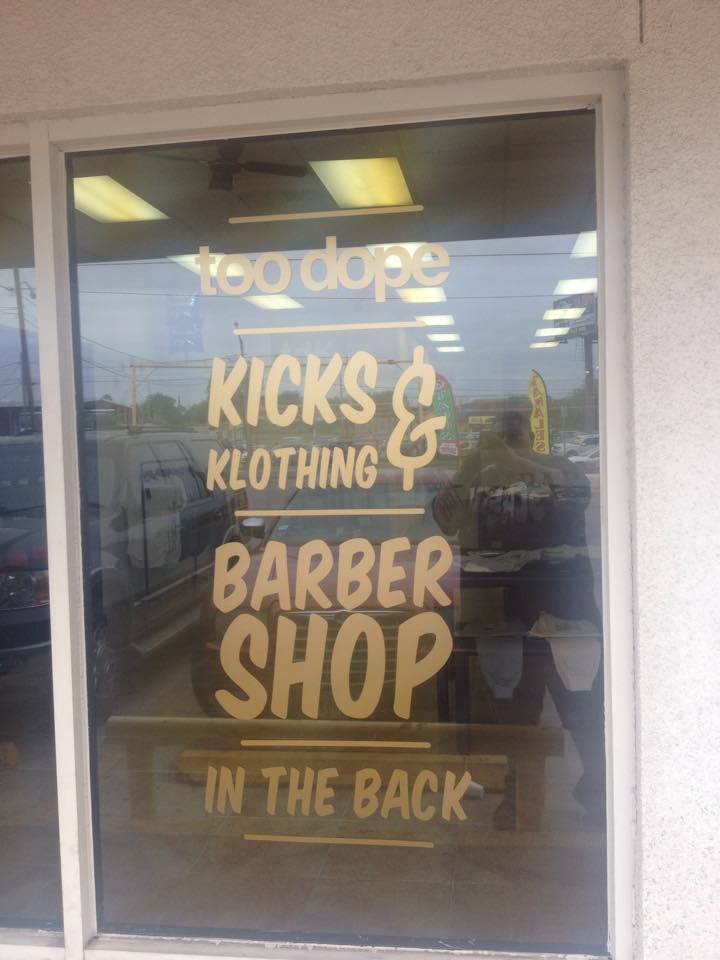 too dope
KICKS &
KLOTHING
BARBER
SHOP
IN THE BACK